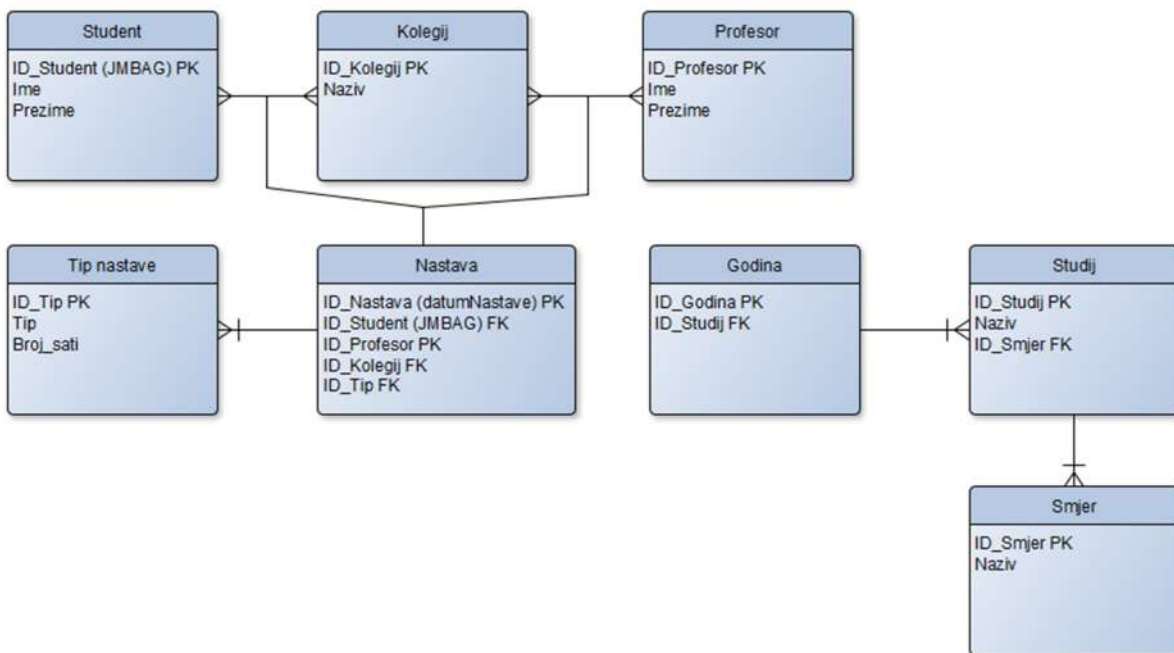 Student
ID_Student (JMBAG) PK
Ime
Prezime
Kolegij
ID_Kolegij PK
Naziv
Profesor
ID_Profesor PK
Ime
Prezime
Tip nastave
ID_Tip PK
Tip
Broj_sati
Nastava
ID_Nastava (datumNastave) PK
ID_Student (JMBAG) FK
ID_Profesor PK
ID_Kolegij FK
ID_Tip FK
Godina
ID_Godina PK
ID_Studij FK
Studij
ID_Studij PK
Naziv
ID_Smjer FK
Smjer
ID_Smjer PK
Naziv